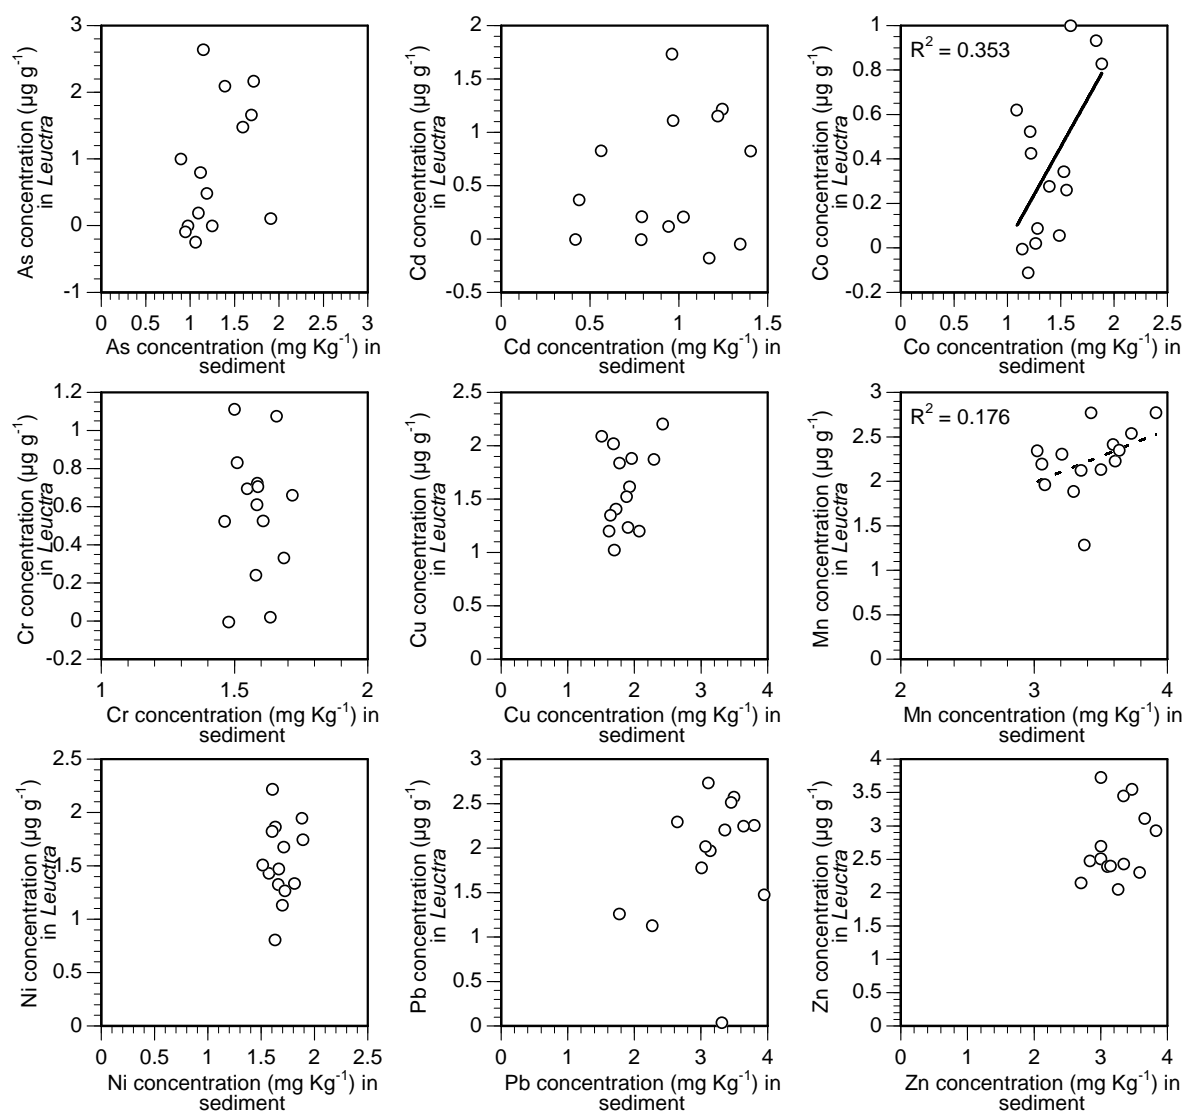 As concentration (µg g⁻¹)
in Leuctra
3
2
1
0
-1
0 0.5 1 1.5 2 2.5 3
As concentration (mg Kg⁻¹) in
sediment
Cd concentration (µg g⁻¹)
in Leuctra
2
1.5
1
0.5
0
-0.5
0 0.5 1 1.5
Cd concentration (mg Kg⁻¹) in
sediment
Co concentration (µg g⁻¹)
in Leuctra
R² = 0.353
1
0.8
0.6
0.4
0.2
0
-0.2
0 0.5 1 1.5 2 2.5
Co concentration (mg Kg⁻¹) in
sediment
Cr concentration (µg g⁻¹)
in Leuctra
1.2
1
0.8
0.6
0.4
0.2
0
-0.2
1 1.5 2
Cr concentration (mg Kg⁻¹) in
sediment
Cu concentration (µg g⁻¹)
in Leuctra
2.5
2
1.5
1
0.5
0
0 1 2 3 4
Cu concentration (mg Kg⁻¹) in
sediment
Mn concentration (µg g⁻¹)
in Leuctra
R² = 0.176
3
2.5
2
1.5
1
0.5
0
2 3 4
Mn concentration (mg Kg⁻¹) in
sediment
Ni concentration (µg g⁻¹)
in Leuctra
2.5
2
1.5
1
0.5
0
0 0.5 1 1.5 2 2.5
Ni concentration (mg Kg⁻¹) in
sediment
Pb concentration (µg g⁻¹)
in Leuctra
3
2.5
2
1.5
1
0.5
0
0 1 2 3 4
Pb concentration (mg Kg⁻¹) in
sediment
Zn concentration (µg g⁻¹)
in Leuctra
4
3.5
3
2.5
2
1.5
1
0.5
0
0 1 2 3 4
Zn concentration (mg Kg⁻¹) in
sediment